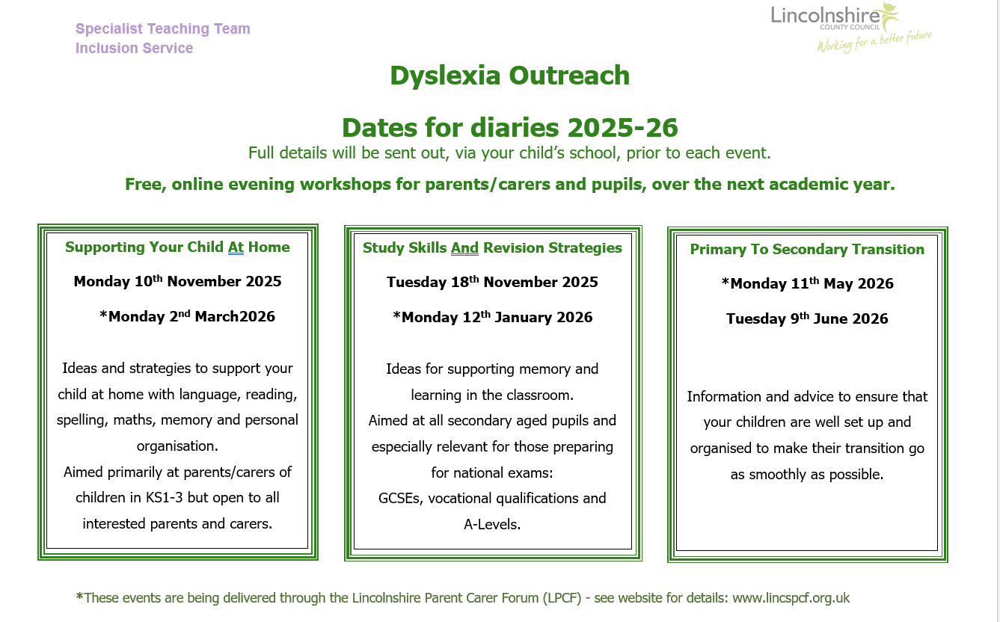 Specialist Teaching Team
Inclusion Service
Lincolnshire
COUNTY COUNCIL
Working for a better future
Dyslexia Outreach
Dates for diaries 2025-26
Full details will be sent out, via your child’s school, prior to each event.
Free, online evening workshops for parents/carers and pupils, over the next academic year.
Supporting Your Child At Home
Monday 10th November 2025
*Monday 2nd March2026
Ideas and strategies to support your
child at home with language, reading,
spelling, maths, memory and personal
organisation.
Aimed primarily at parents/carers of
children in KS1-3 but open to all
interested parents and carers.
Study Skills And Revision Strategies
Tuesday 18th November 2025
*Monday 12th January 2026
Ideas for supporting memory and
learning in the classroom.
Aimed at all secondary aged pupils and
especially relevant for those preparing
for national exams:
GCSEs, vocational qualifications and
A-Levels.
Primary To Secondary Transition
*Monday 11th May 2026
Tuesday 9th June 2026
Information and advice to ensure that
your children are well set up and
organised to make their transition go
as smoothly as possible.
*These events are being delivered through the Lincolnshire Parent Carer Forum (LPCF) - see website for details: www.lincspcf.org.uk